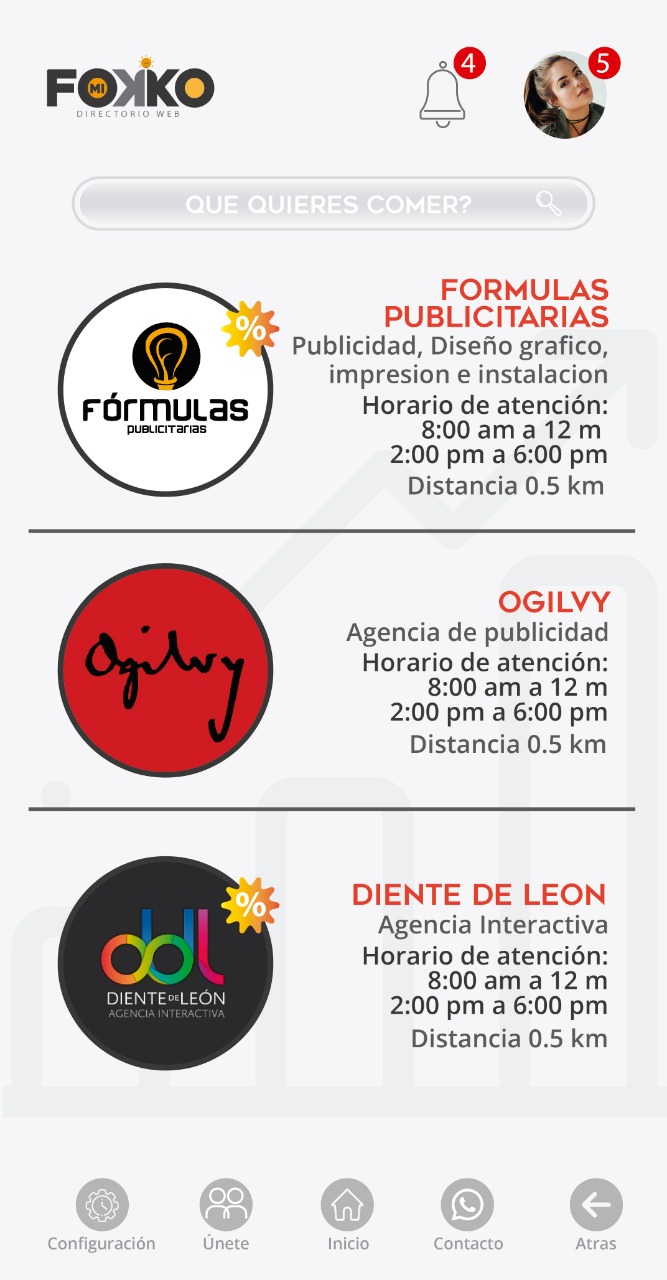 FOKKO
MI
DIRECTORIO WEB
4
5
QUE QUIERES COMER?
%
FÓRMULAS
PUBLICITARIAS
FORMULAS
PUBLICITARIAS
Publicidad, Diseño grafico,
impresion e instalacion
Horario de atención:
8:00 am a 12 m
2:00 pm a 6:00 pm
Distancia 0.5 km
Ogilvy
OGILVY
Agencia de publicidad
Horario de atención:
8:00 am a 12 m
2:00 pm a 6:00 pm
Distancia 0.5 km
%
ddl
DIENTE DE LEÓN
AGENCIA INTERACTIVA
DIENTE DE LEON
Agencia Interactiva
Horario de atención:
8:00 am a 12 m
2:00 pm a 6:00 pm
Distancia 0.5 km
Configuración
Únete
Inicio
Contacto
Atras